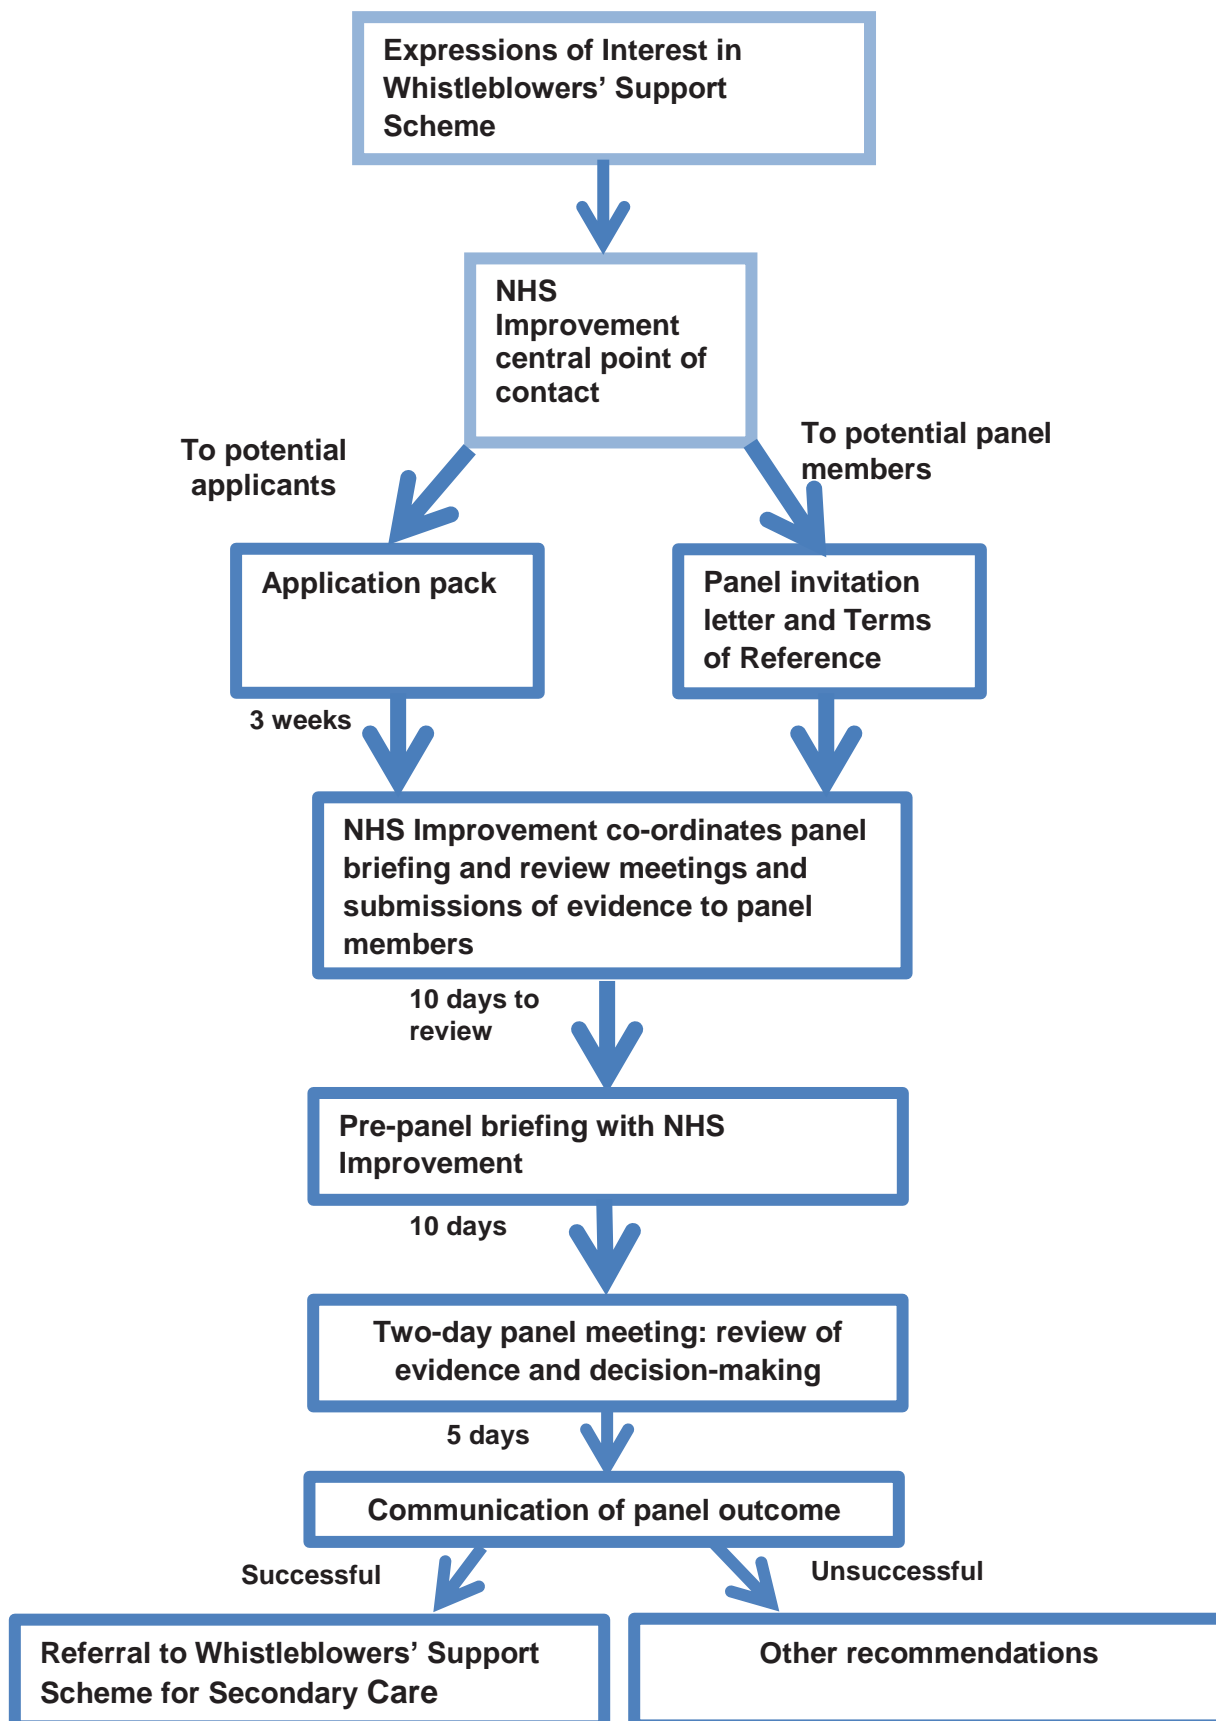 Expressions of Interest in
Whistleblowers’ Support
Scheme
NHS
Improvement
central point of
contact
To potential
applicants
To potential panel
members
Application pack
Panel invitation
letter and Terms
of Reference
3 weeks
NHS Improvement co-ordinates panel
briefing and review meetings and
submissions of evidence to panel
members
10 days to
review
Pre-panel briefing with NHS
Improvement
10 days
Two-day panel meeting: review of
evidence and decision-making
5 days
Communication of panel outcome
Successful
Unsuccessful
Referral to Whistleblowers’ Support
Scheme for Secondary Care
Other recommendations